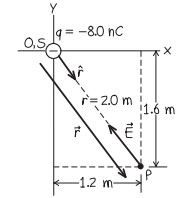 Y
q = −8.0 nC
O,S
X
r̂
r = 2.0 m
1.6 m
r⃗
E⃗
P
1.2 m